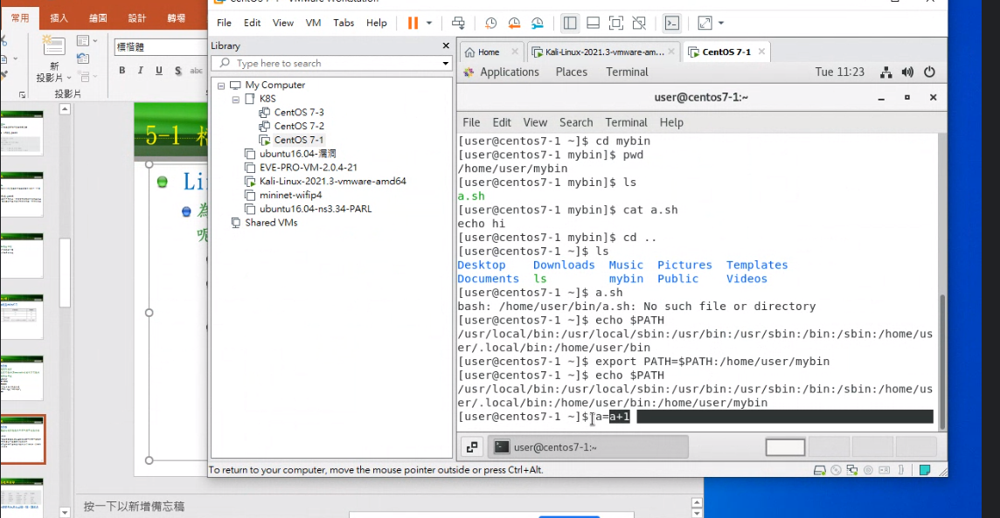 常用 插入 繪圖 設計 轉場
標楷體
新
投影片
B I U S abc
投影片
5-1
Li
為
呢
按一下以新增備忘稿
File Edit View VM Tabs Help
Library
Type here to search
My Computer
K8S
CentOS 7-3
CentOS 7-2
CentOS 7-1
ubuntu16.04-漏洞
EVE-PRO-VM-2.0.4-21
Kali-Linux-2021.3-vmware-amd64
mininet-wifip4
ubuntu16.04-ns3.34-PARL
Shared VMs
Home Kali-Linux-2021.3-vmware-am... CentOS 7-1
Applications Places Terminal Tue 11:23
user@centos7-1:~
File Edit View Search Terminal Help
[user@centos7-1 ~]$ cd mybin
[user@centos7-1 mybin]$ pwd
/home/user/mybin
[user@centos7-1 mybin]$ ls
a.sh
[user@centos7-1 mybin]$ cat a.sh
echo hi
[user@centos7-1 mybin]$ cd ..
[user@centos7-1 ~]$ ls
Desktop Downloads Music Pictures Templates
Documents ls mybin Public Videos
[user@centos7-1 ~]$ a.sh
bash: /home/user/bin/a.sh: No such file or directory
[user@centos7-1 ~]$ echo $PATH
/usr/local/bin:/usr/local/sbin:/usr/bin:/usr/sbin:/bin:/sbin:/home/us
er/.local/bin:/home/user/bin
[user@centos7-1 ~]$ export PATH=$PATH:/home/user/mybin
[user@centos7-1 ~]$ echo $PATH
/usr/local/bin:/usr/local/sbin:/usr/bin:/usr/sbin:/bin:/sbin:/home/us
er/.local/bin:/home/user/bin:/home/user/mybin
[user@centos7-1 ~]$ a=a+1
user@centos7-1:~
To return to your computer, move the mouse pointer outside or press Ctrl+Alt.